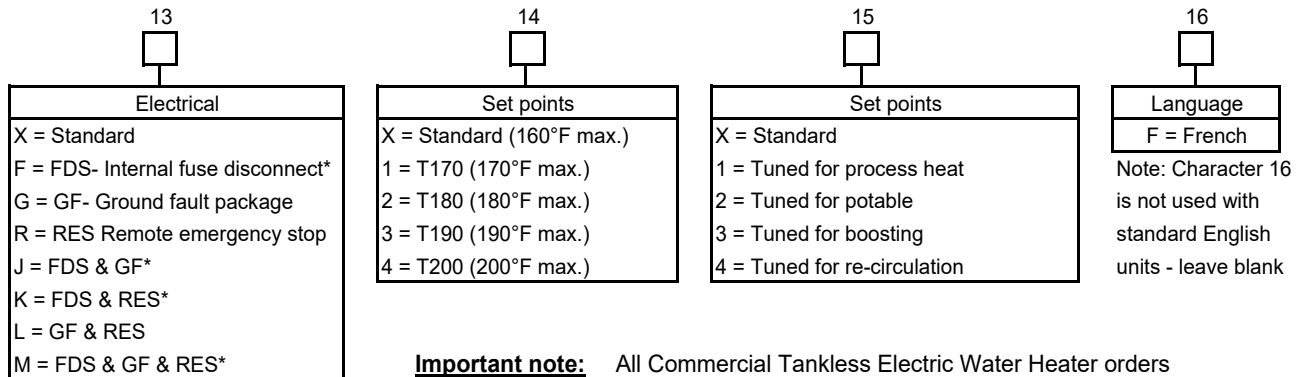 13
14
15
16
Electrical
X = Standard
F = FDS- Internal fuse disconnect*
G = GF- Ground fault package
R = RES Remote emergency stop
J = FDS & GF*
K = FDS & RES*
L = GF & RES
M = FDS & GF & RES*
Set points
X = Standard (160°F max.)
1 = T170 (170°F max.)
2 = T180 (180°F max.)
3 = T190 (190°F max.)
4 = T200 (200°F max.)
Set points
X = Standard
1 = Tuned for process heat
2 = Tuned for potable
3 = Tuned for boosting
4 = Tuned for re-circulation
Language
F = French
Note: Character 16
is not used with
standard English
units - leave blank
Important note: All Commercial Tankless Electric Water Heater orders